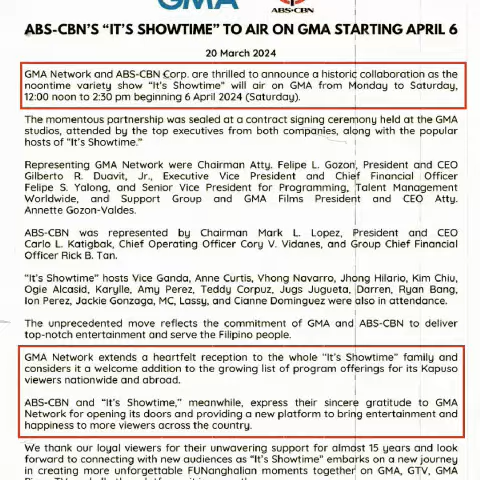 GMA
ABS-CBN
ABS-CBN'S "IT'S SHOWTIME" TO AIR ON GMA STARTING APRIL 6
20 March 2024
GMA Network and ABS-CBN Corp. are thrilled to announce a historic collaboration as the
noontime variety show "It's Showtime" will air on GMA from Monday to Saturday,
12:00 noon to 2:30 pm beginning 6 April 2024 (Saturday).
The momentous partnership was sealed at a contract signing ceremony held at the GMA
studios, attended by the top executives from both companies, along with the popular
hosts of "It's Showtime."
Representing GMA Network were Chairman Atty. Felipe L. Gozon, President and CEO
Gilberto R. Duavit, Jr., Executive Vice President and Chief Financial Officer
Felipe S. Yalong, and Senior Vice President for Programming, Talent Management
Worldwide, and Support Group and GMA Films President and CEO Atty.
Annette Gozon-Valdes.
ABS-CBN was represented by Chairman Mark L. Lopez, President and CEO
Carlo L. Katigbak, Chief Operating Officer Cory V. Vidanes, and Group Chief Financial
Officer Rick B. Tan.
"It's Showtime" hosts Vice Ganda, Anne Curtis, Vhong Navarro, Jhong Hilario, Kim Chiu,
Ogie Alcasid, Karylle, Amy Perez, Teddy Corpuz, Jugs Jugueta, Darren, Ryan Bang,
Ion Perez, Jackie Gonzaga, MC, Lassy, and Cianne Dominguez were also in attendance.
The unprecedented move reflects the commitment of GMA and ABS-CBN to deliver
top-notch entertainment and serve the Filipino people.
GMA Network extends a heartfelt reception to the whole "It's Showtime" family and
considers it a welcome addition to the growing list of program offerings for its Kapuso
viewers nationwide and abroad.
ABS-CBN and "It's Showtime," meanwhile, express their sincere gratitude to GMA
Network for opening its doors and providing a new platform to bring entertainment and
happiness to more viewers across the country.
We thank our loyal viewers for their unwavering support for almost 15 years and look
forward to connecting with new audiences as "It's Showtime" embarks on a new journey
in creating more unforgettable FUNanghalian moments together on GMA, GTV, GMA